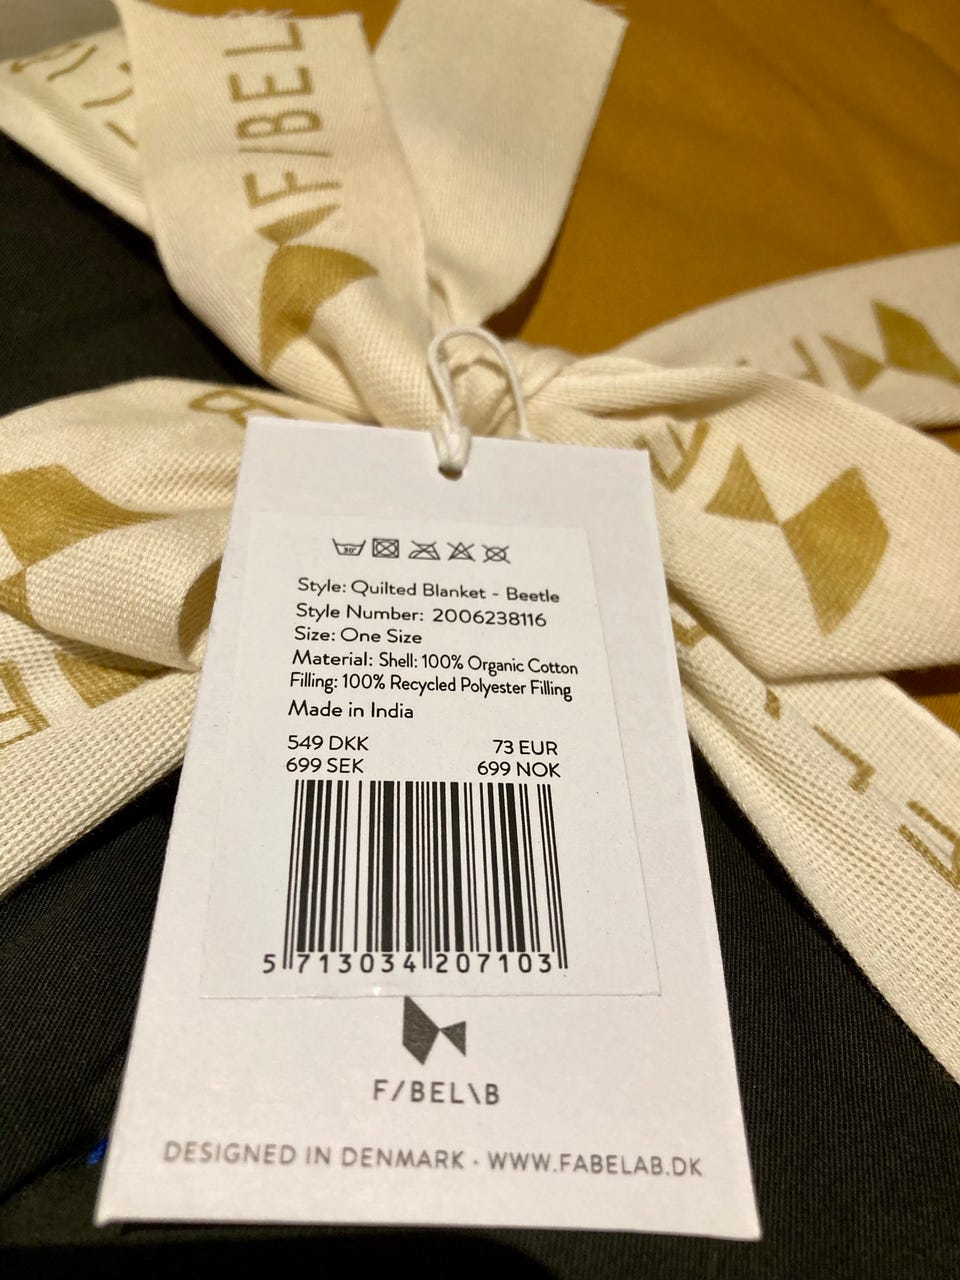 F/BEL
30°
Style: Quilted Blanket - Beetle
Style Number: 2006238116
Size: One Size
Material: Shell: 100% Organic Cotton
Filling: 100% Recycled Polyester Filling
Made in India
549 DKK 73 EUR
699 SEK 699 NOK
5 713034 207103
F/BEL\B
DESIGNED IN DENMARK · WWW.FABELAB.DK